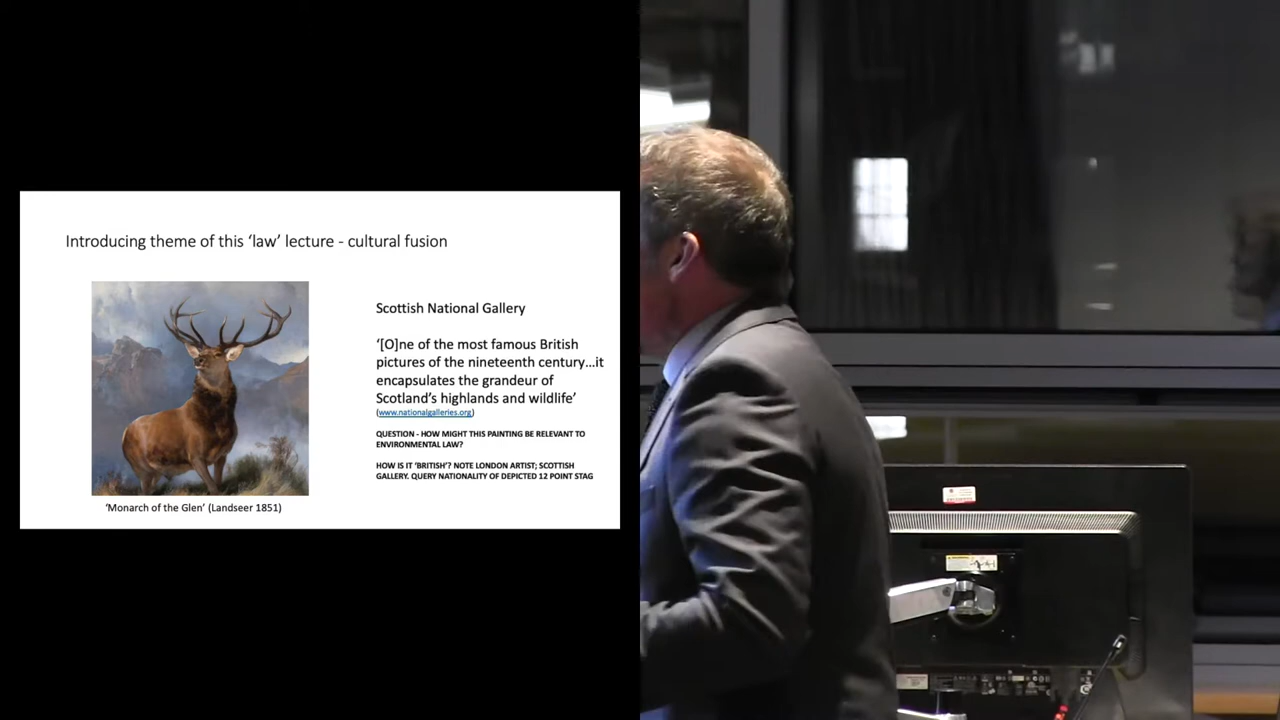 Introducing theme of this ‘law’ lecture - cultural fusion
Scottish National Gallery
‘[O]ne of the most famous British
pictures of the nineteenth century…it
encapsulates the grandeur of
Scotland’s highlands and wildlife’
(www.nationalgalleries.org)
QUESTION - HOW MIGHT THIS PAINTING BE RELEVANT TO
ENVIRONMENTAL LAW?
HOW IS IT ‘BRITISH’? NOTE LONDON ARTIST; SCOTTISH
GALLERY. QUERY NATIONALITY OF DEPICTED 12 POINT STAG
‘Monarch of the Glen’ (Landseer 1851)